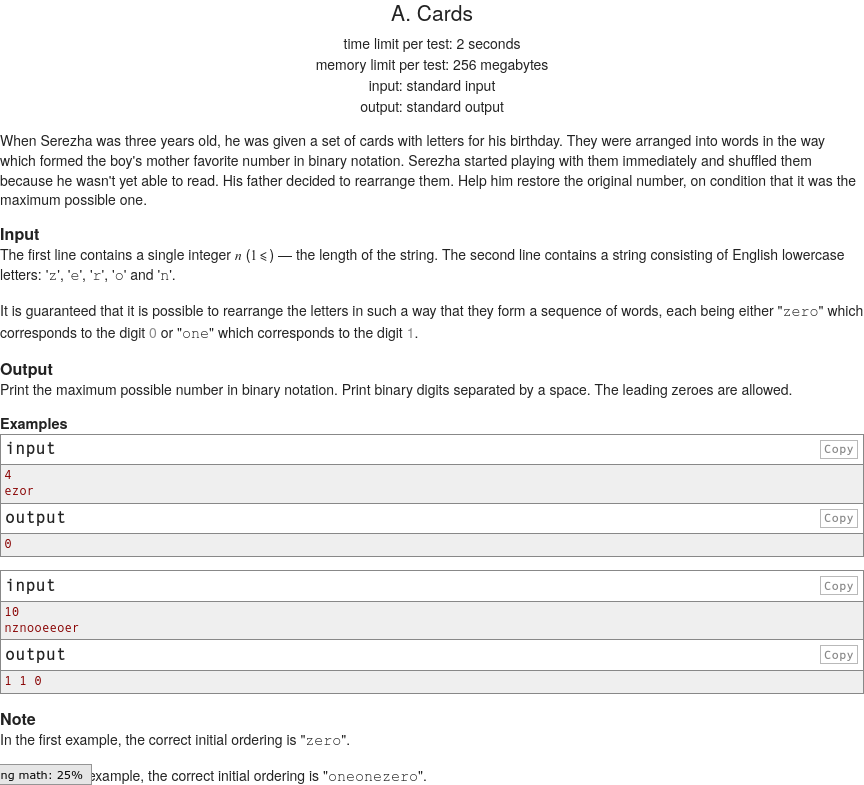 A. Cards
time limit per test: 2 seconds
memory limit per test: 256 megabytes
input: standard input
output: standard output
When Serezha was three years old, he was given a set of cards with letters for his birthday. They were arranged into words in the way
which formed the boy's mother favorite number in binary notation. Serezha started playing with them immediately and shuffled them
because he wasn't yet able to read. His father decided to rearrange them. Help him restore the original number, on condition that it was the
maximum possible one.
Input
The first line contains a single integer n (1 ⩽) — the length of the string. The second line contains a string consisting of English lowercase
letters: 'z', 'e', 'r', 'o' and 'n'.
It is guaranteed that it is possible to rearrange the letters in such a way that they form a sequence of words, each being either "zero" which
corresponds to the digit 0 or "one" which corresponds to the digit 1.
Output
Print the maximum possible number in binary notation. Print binary digits separated by a space. The leading zeroes are allowed.
Examples
input Copy
4
ezor
output Copy
0
input Copy
10
nznooeeoer
output Copy
1 1 0
Note
In the first example, the correct initial ordering is "zero".
ng math: 25% example, the correct initial ordering is "oneonezero".